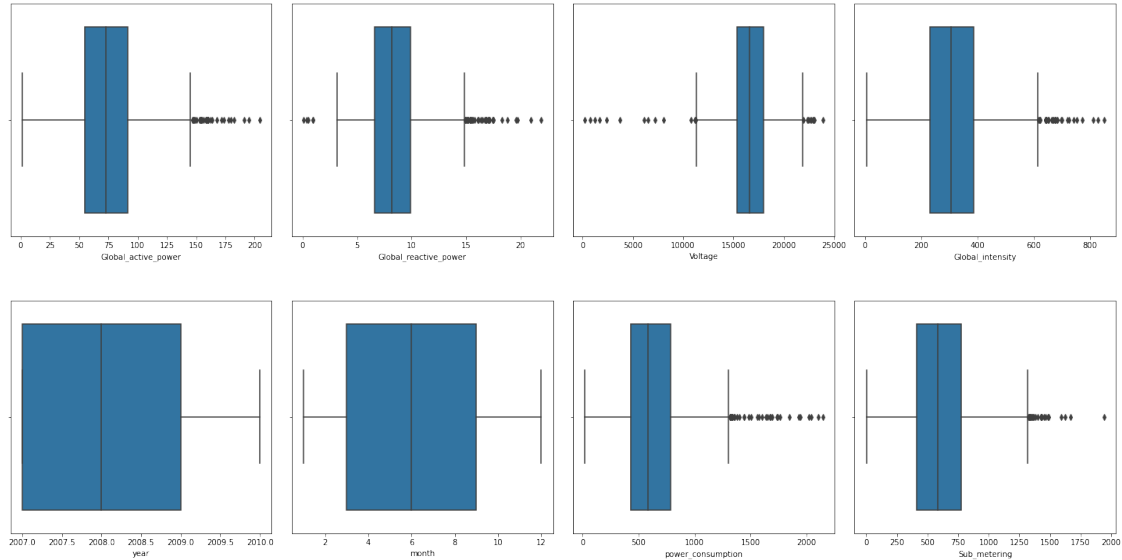 0 25 50 75 100 125 150 175 200
Global_active_power
0 5 10 15 20
Global_reactive_power
0 5000 10000 15000 20000 25000
Voltage
0 200 400 600 800
Global_intensity
2007.0 2007.5 2008.0 2008.5 2009.0 2009.5 2010.0
year
2 4 6 8 10 12
month
0 500 1000 1500 2000
power_consumption
0 250 500 750 1000 1250 1500 1750 2000
Sub_metering